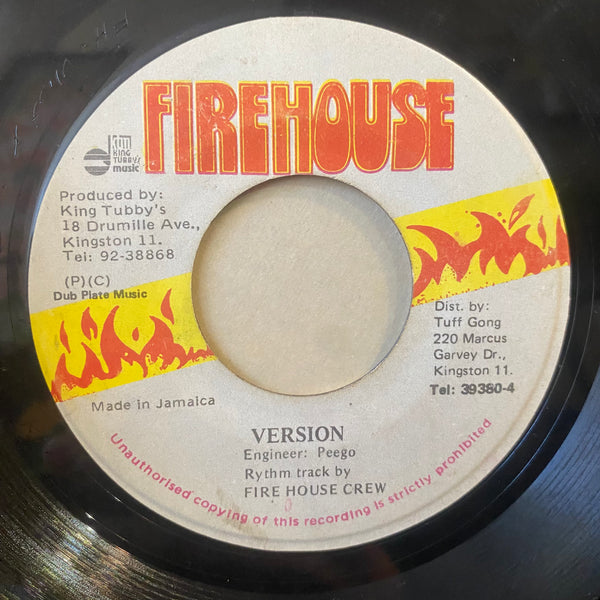 FIREHOUSE
KTM
KING
TUBBY'S
music
Produced by:
King Tubby's
18 Drumille Ave.,
Kingston 11.
Tel: 92-38868
(P)(C)
Dub Plate Music
Dist. by:
Tuff Gong
220 Marcus
Garvey Dr.,
Kingston 11.
Tel: 39380-4
Made in Jamaica
VERSION
Engineer: Peego
Rythm track by
FIRE HOUSE CREW
Unauthorised copying of this recording is strictly prohibited